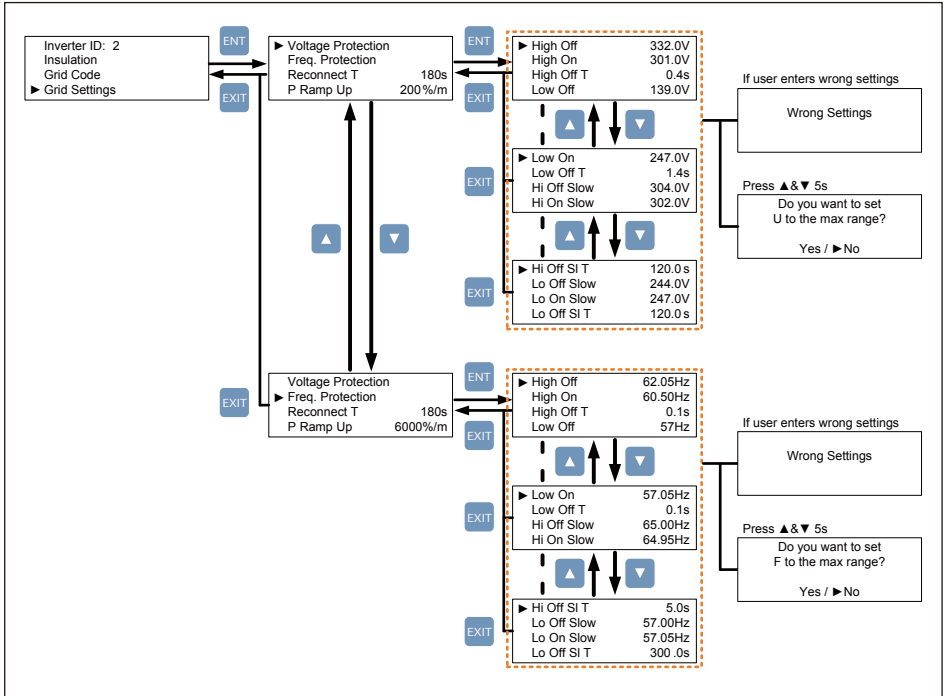 Inverter ID: 2
Insulation
Grid Code
▶ Grid Settings
ENT
EXIT
▶ Voltage Protection
Freq. Protection
Reconnect T 180s
P Ramp Up 200%/m
ENT
EXIT
▶ High Off 332.0V
High On 301.0V
High Off T 0.4s
Low Off 139.0V
▲ ▼
EXIT
▶ Low On 247.0V
Low Off T 1.4s
Hi Off Slow 304.0V
Hi On Slow 302.0V
▲ ▼
EXIT
▶ Hi Off Sl T 120.0 s
Lo Off Slow 244.0V
Lo On Slow 247.0V
Lo Off Sl T 120.0 s
If user enters wrong settings
Wrong Settings
Press ▲&▼ 5s
Do you want to set
U to the max range?
Yes / ▶No
▲ ▼
EXIT
Voltage Protection
▶ Freq. Protection
Reconnect T 180s
P Ramp Up 6000%/m
ENT
EXIT
▶ High Off 62.05Hz
High On 60.50Hz
High Off T 0.1s
Low Off 57Hz
▲ ▼
EXIT
▶ Low On 57.05Hz
Low Off T 0.1s
Hi Off Slow 65.00Hz
Hi On Slow 64.95Hz
▲ ▼
EXIT
▶ Hi Off Sl T 5.0s
Lo Off Slow 57.00Hz
Lo On Slow 57.05Hz
Lo Off Sl T 300 .0s
If user enters wrong settings
Wrong Settings
Press ▲&▼ 5s
Do you want to set
F to the max range?
Yes / ▶No